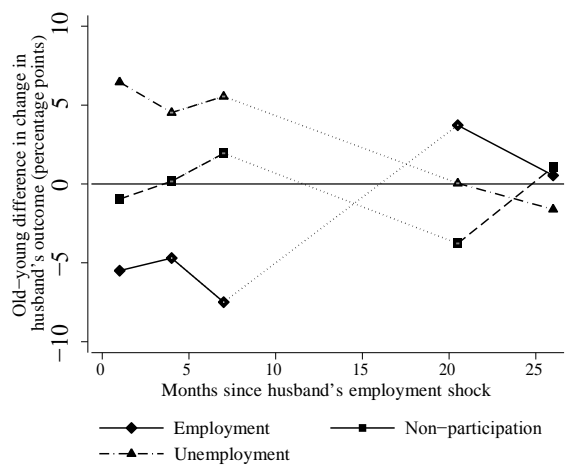 Old−young difference in change in
husband's outcome (percentage points)
10
5
0
−5
−10
0 5 10 15 20 25
Months since husband's employment shock
Employment Non−participation
Unemployment